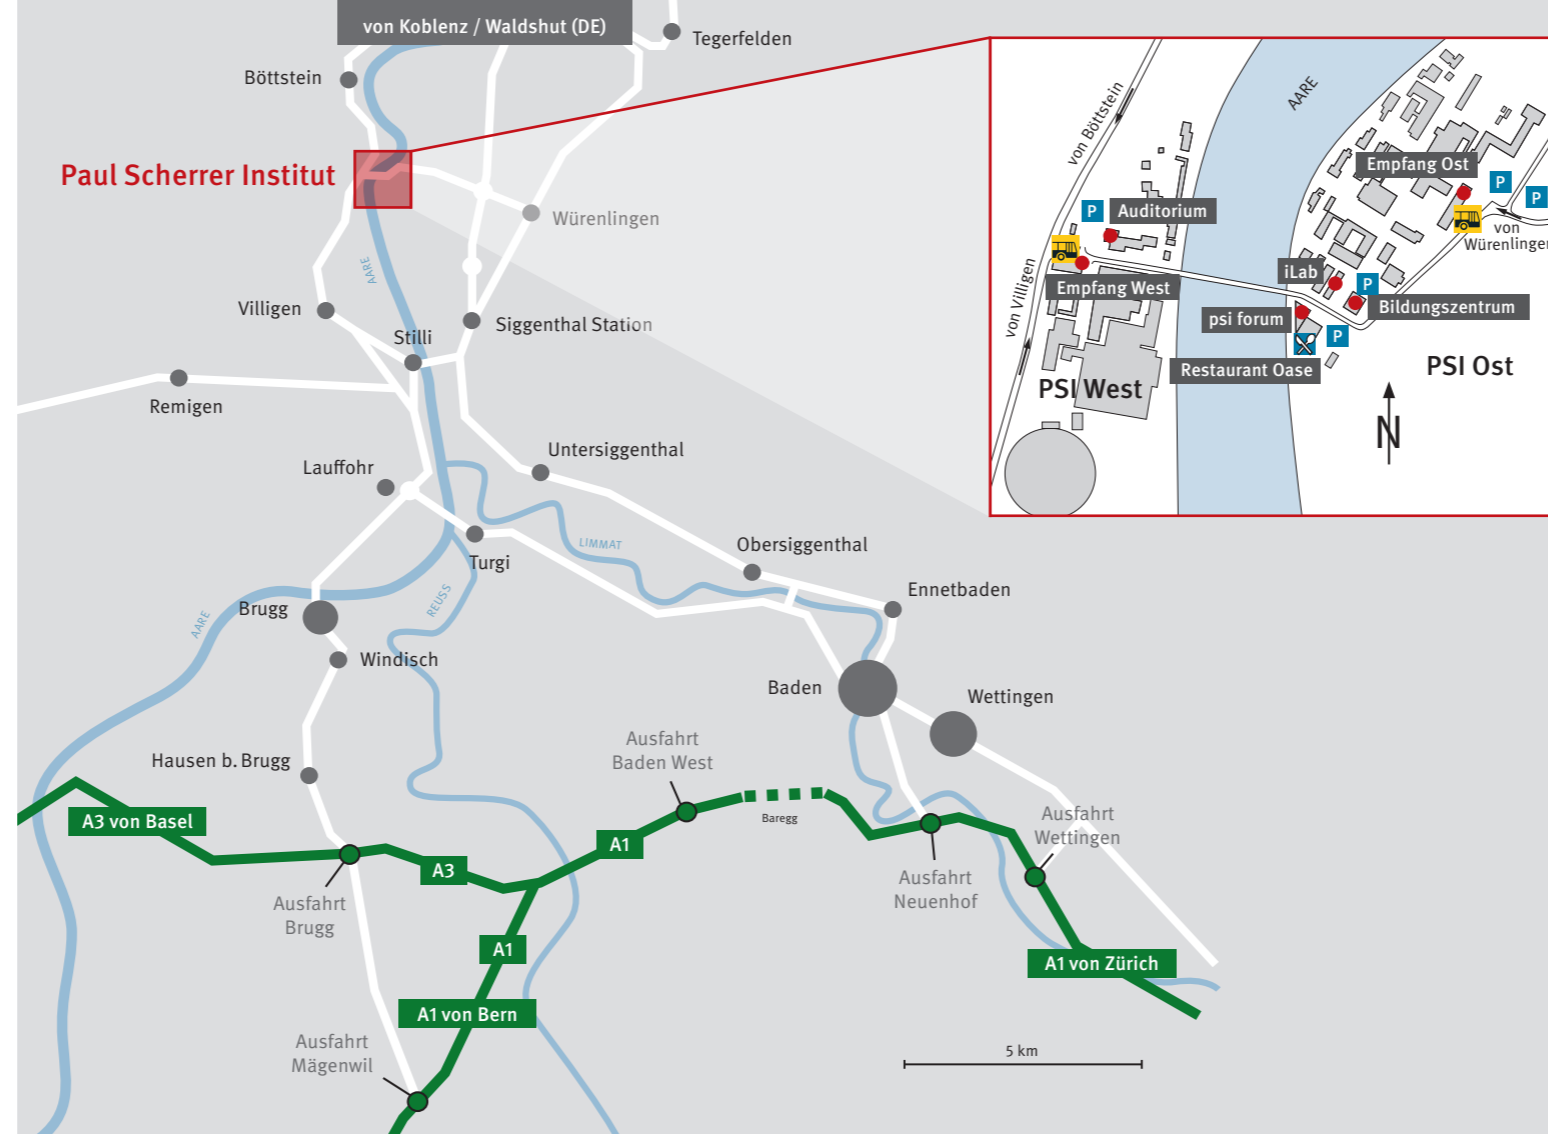 von Koblenz / Waldshut (DE)
Tegerfelden
Böttstein
Paul Scherrer Institut
Würenlingen
AARE
Villigen
Siggenthal Station
Stilli
Remigen
Untersiggenthal
Lauffohr
LIMMAT
Obersiggenthal
Turgi
Ennetbaden
REUSS
AARE
Brugg
Windisch
Baden
Wettingen
Ausfahrt
Baden West
Hausen b. Brugg
A3 von Basel
Baregg
Ausfahrt
Wettingen
A1
A3
Ausfahrt
Neuenhof
Ausfahrt
Brugg
A1
A1 von Zürich
A1 von Bern
Ausfahrt
Mägenwil
5 km
AARE
von Böttstein
Empfang Ost
P
P
P
Auditorium
von
Würenlingen
von Villigen
iLab
Empfang West
P
Bildungszentrum
psi forum
P
Restaurant Oase
PSI Ost
PSI West
N